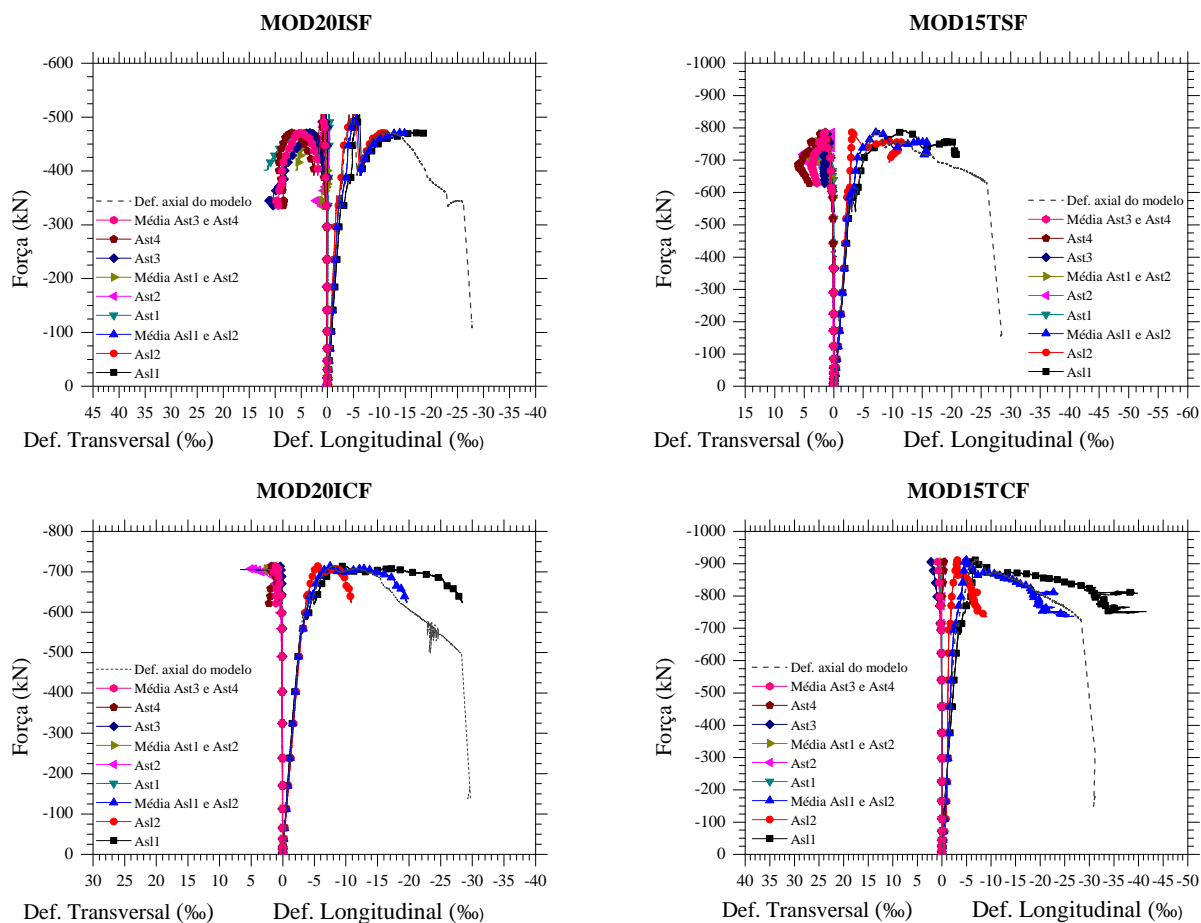 MOD20ISF
-600
-500
-400
-300
-200
-100
0
Força (kN)
Def. axial do modelo
Média Ast3 e Ast4
Ast4
Ast3
Média Ast1 e Ast2
Ast2
Ast1
Média Asl1 e Asl2
Asl2
Asl1
45 40 35 30 25 20 15 10 5 0 -5 -10 -15 -20 -25 -30 -35 -40
Def. Transversal (‰) Def. Longitudinal (‰)
MOD15TSF
-1000
-900
-800
-700
-600
-500
-400
-300
-200
-100
0
Força (kN)
Def. axial do modelo
Média Ast3 e Ast4
Ast4
Ast3
Média Ast1 e Ast2
Ast2
Ast1
Média Asl1 e Asl2
Asl2
Asl1
15 10 5 0 -5 -10 -15 -20 -25 -30 -35 -40 -45 -50 -55 -60
Def. Transversal (‰) Def. Longitudinal (‰)
MOD20ICF
-800
-700
-600
-500
-400
-300
-200
-100
0
Força (kN)
Def. axial do modelo
Média Ast3 e Ast4
Ast4
Ast3
Média Ast1 e Ast2
Ast2
Ast1
Média Asl1 e Asl2
Asl2
Asl1
30 25 20 15 10 5 0 -5 -10 -15 -20 -25 -30 -35 -40
Def. Transversal (‰) Def. Longitudinal (‰)
MOD15TCF
-1000
-900
-800
-700
-600
-500
-400
-300
-200
-100
0
Força (kN)
Def. axial do modelo
Média Ast3 e Ast4
Ast4
Ast3
Média Ast1 e Ast2
Ast2
Ast1
Média Asl1 e Asl2
Asl2
Asl1
40 35 30 25 20 15 10 5 0 -5 -10 -15 -20 -25 -30 -35 -40 -45 -50
Def. Transversal (‰) Def. Longitudinal (‰)